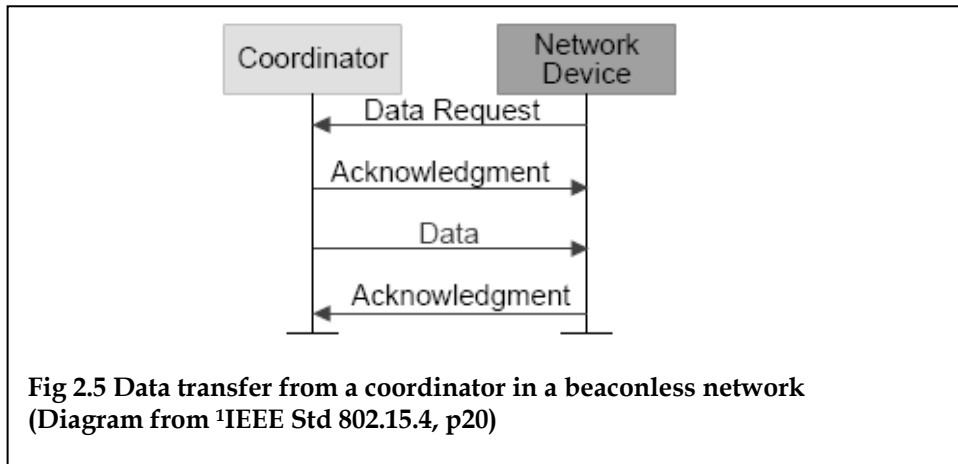 Coordinator
Network
Device
Data Request
Acknowledgment
Data
Acknowledgment
Fig 2.5 Data transfer from a coordinator in a beaconless network
(Diagram from ¹IEEE Std 802.15.4, p20)